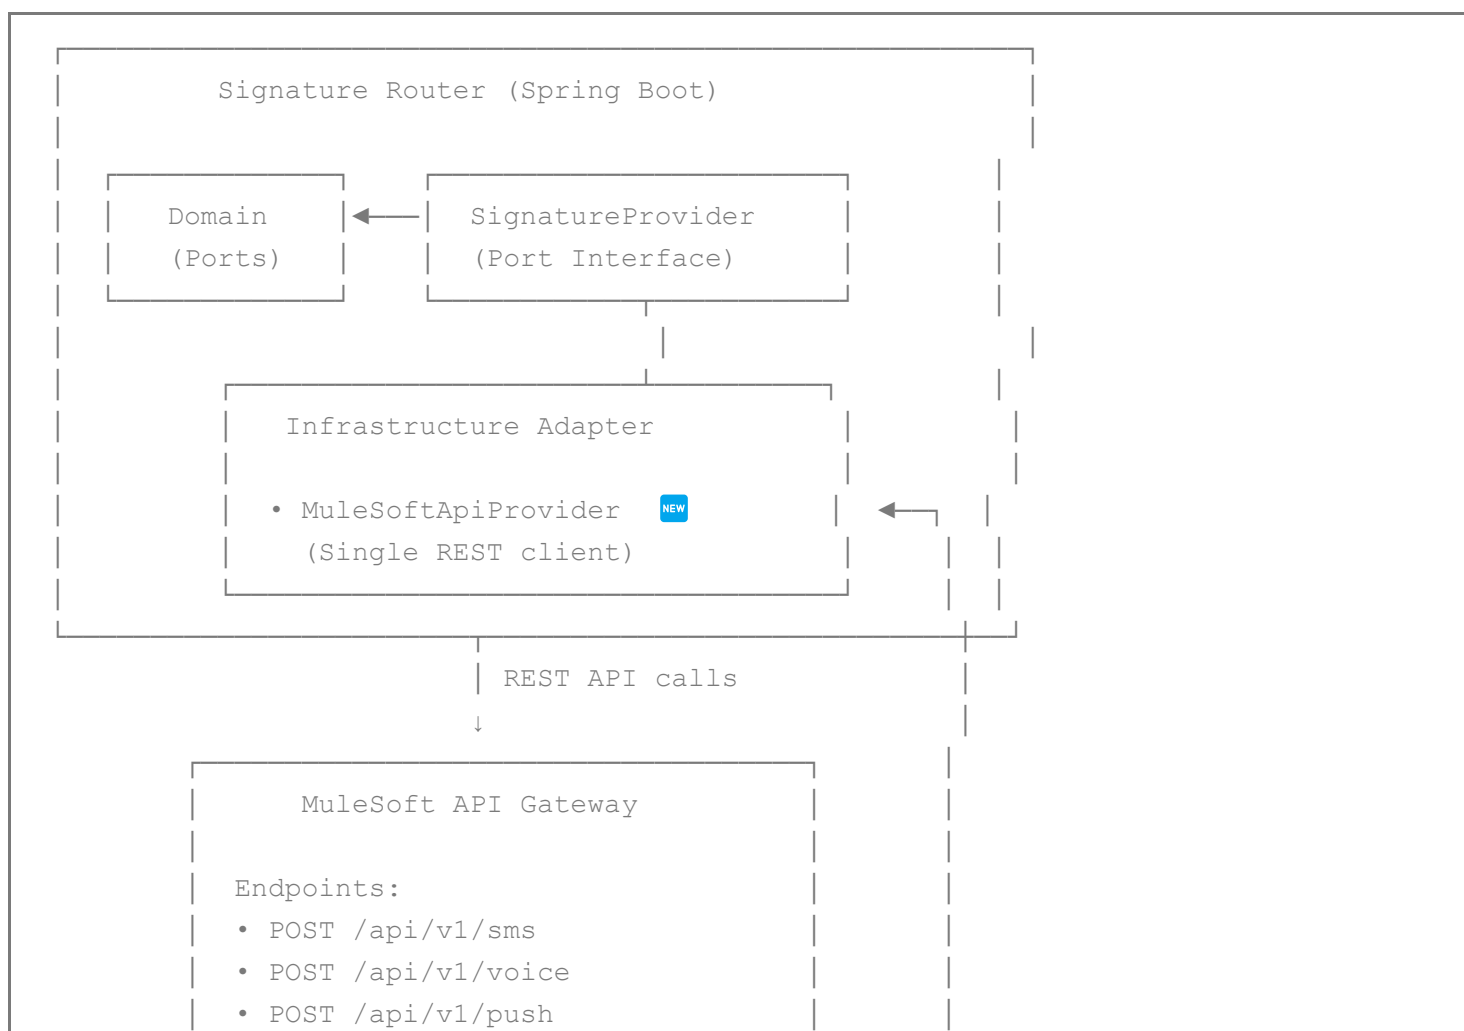 Signature Router (Spring Boot)
Domain SignatureProvider
(Ports) (Port Interface)
Infrastructure Adapter
• MuleSoftApiProvider NEW
(Single REST client)
REST API calls
↓
MuleSoft API Gateway
Endpoints:
• POST /api/v1/sms
• POST /api/v1/voice
• POST /api/v1/push